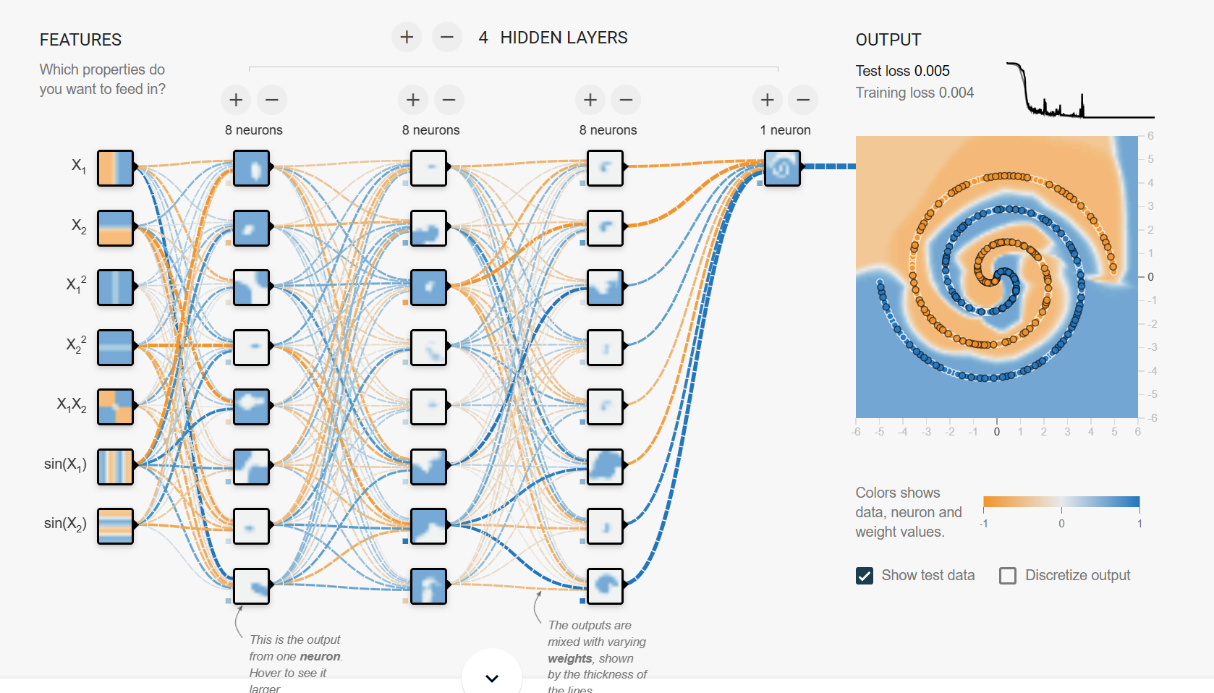 FEATURES
Which properties do
you want to feed in?
+ − 4 HIDDEN LAYERS
+ −
8 neurons
+ −
8 neurons
+ −
8 neurons
+ −
1 neuron
X₁
X₂
X₁²
X₂²
X₁X₂
sin(X₁)
sin(X₂)
This is the output
from one neuron.
Hover to see it
larger
The outputs are
mixed with varying
weights, shown
by the thickness of
the lines
OUTPUT
Test loss 0.005
Training loss 0.004
6
5
4
3
2
1
0
-1
-2
-3
-4
-5
-6
-6 -5 -4 -3 -2 -1 0 1 2 3 4 5 6
Colors shows
data, neuron and
weight values.
-1 0 1
Show test data
Discretize output